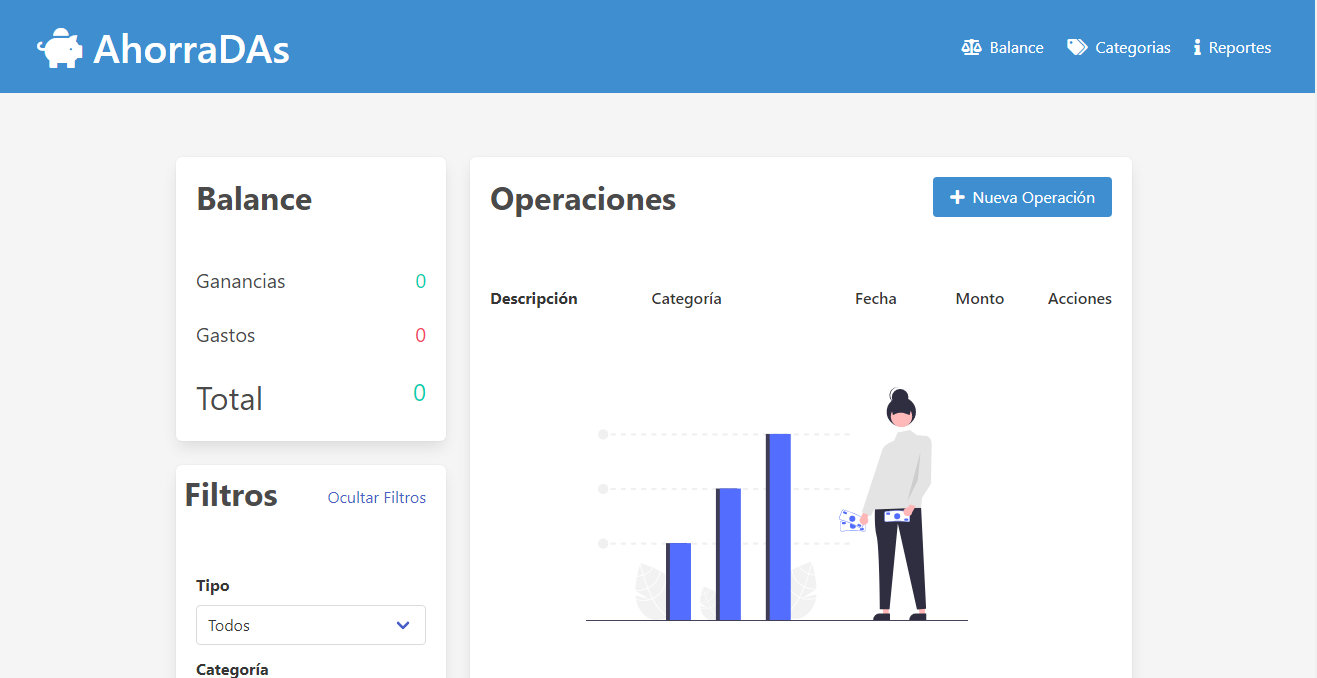 AhorraDAs
Balance Categorias Reportes
Balance
Ganancias 0
Gastos 0
Total 0
Filtros Ocultar Filtros
Tipo
Todos
Categoría
Operaciones Nueva Operación
Descripción Categoría Fecha Monto Acciones